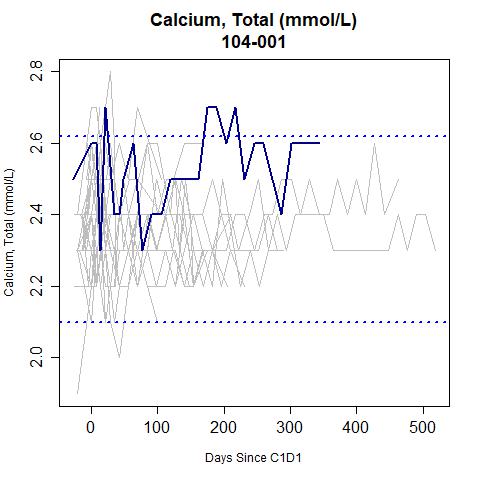 Calcium, Total (mmol/L)
104-001
Calcium, Total (mmol/L)
2.8
2.6
2.4
2.2
2.0
0 100 200 300 400 500
Days Since C1D1